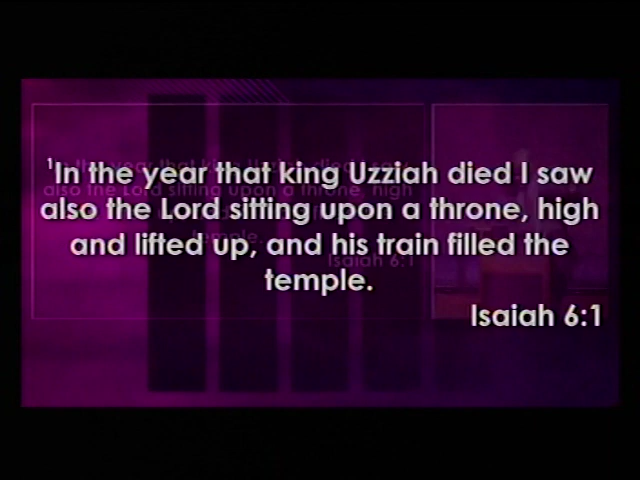 ¹In the year that king Uzziah died I saw
also the Lord sitting upon a throne, high
and lifted up, and his train filled the
temple.
Isaiah 6:1